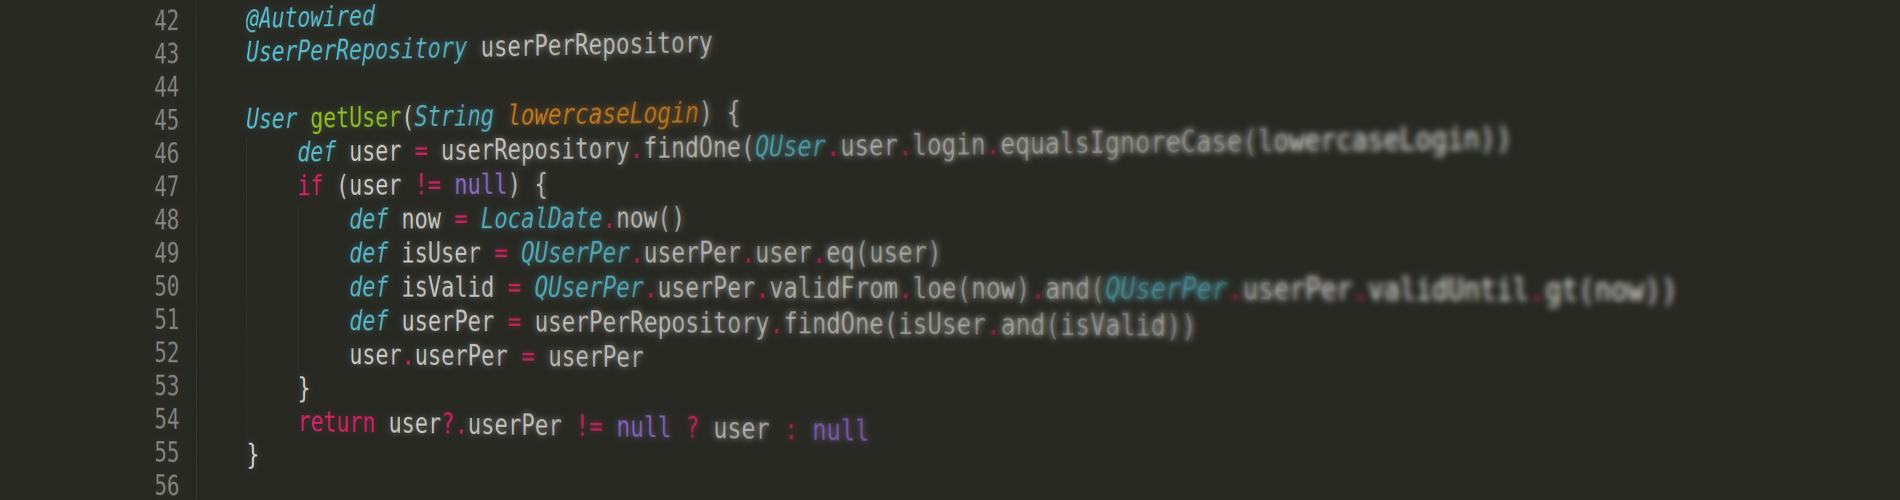 42 @Autowired
43 UserPerRepository userPerRepository
44
45 User getUser(String lowercaseLogin) {
46 def user = userRepository.findOne(QUser.user.login.equalsIgnoreCase(lowercaseLogin))
47 if (user != null) {
48 def now = LocalDate.now()
49 def isUser = QUserPer.userPer.user.eq(user)
50 def isValid = QUserPer.userPer.validFrom.loe(now).and(QUserPer.userPer.validUntil.gt(now))
51 def userPer = userPerRepository.findOne(isUser.and(isValid))
52 user.userPer = userPer
53 }
54 return user?.userPer != null ? user : null
55 }
56